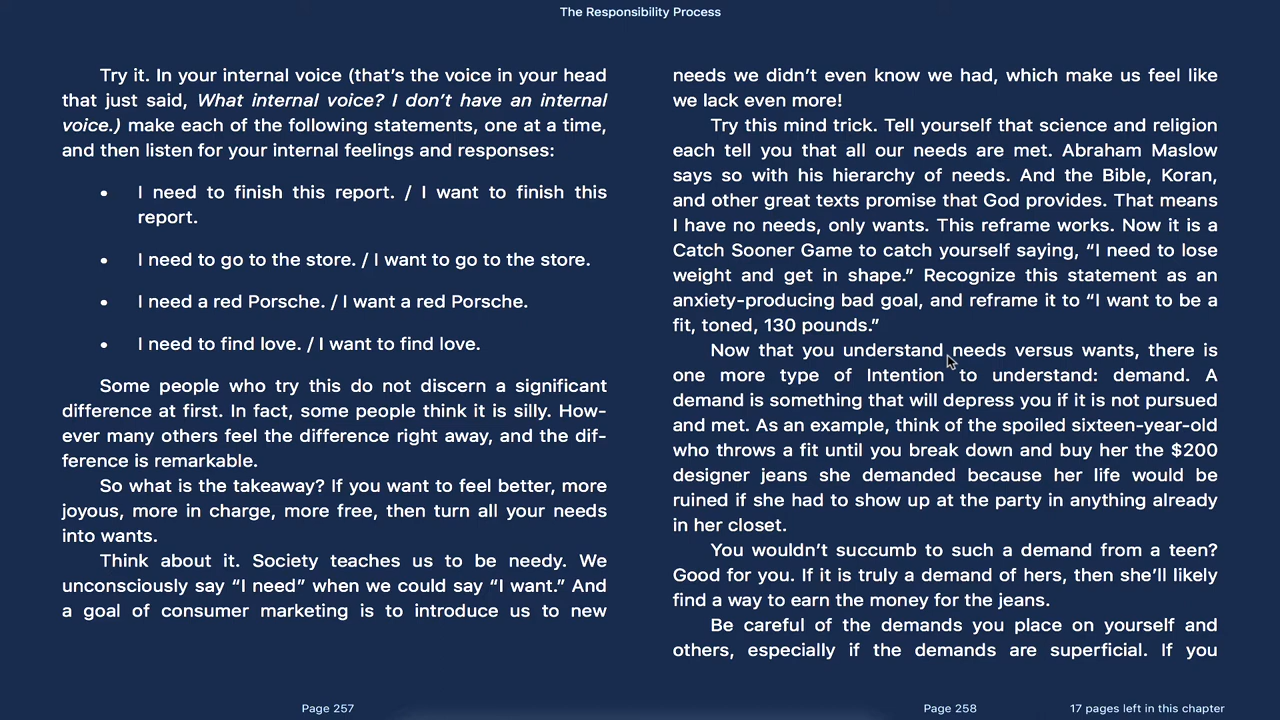 The Responsibility Process
Try it. In your internal voice (that’s the voice in your head
that just said, What internal voice? I don’t have an internal
voice.) make each of the following statements, one at a time,
and then listen for your internal feelings and responses:
• I need to finish this report. / I want to finish this
report.
• I need to go to the store. / I want to go to the store.
• I need a red Porsche. / I want a red Porsche.
• I need to find love. / I want to find love.
Some people who try this do not discern a significant
difference at first. In fact, some people think it is silly. How-
ever many others feel the difference right away, and the dif-
ference is remarkable.
So what is the takeaway? If you want to feel better, more
joyous, more in charge, more free, then turn all your needs
into wants.
Think about it. Society teaches us to be needy. We
unconsciously say “I need” when we could say “I want.” And
a goal of consumer marketing is to introduce us to new
needs we didn’t even know we had, which make us feel like
we lack even more!
Try this mind trick. Tell yourself that science and religion
each tell you that all our needs are met. Abraham Maslow
says so with his hierarchy of needs. And the Bible, Koran,
and other great texts promise that God provides. That means
I have no needs, only wants. This reframe works. Now it is a
Catch Sooner Game to catch yourself saying, “I need to lose
weight and get in shape.” Recognize this statement as an
anxiety-producing bad goal, and reframe it to “I want to be a
fit, toned, 130 pounds.”
Now that you understand needs versus wants, there is
one more type of Intention to understand: demand. A
demand is something that will depress you if it is not pursued
and met. As an example, think of the spoiled sixteen-year-old
who throws a fit until you break down and buy her the $200
designer jeans she demanded because her life would be
ruined if she had to show up at the party in anything already
in her closet.
You wouldn’t succumb to such a demand from a teen?
Good for you. If it is truly a demand of hers, then she’ll likely
find a way to earn the money for the jeans.
Be careful of the demands you place on yourself and
others, especially if the demands are superficial. If you
Page 257
Page 258
17 pages left in this chapter